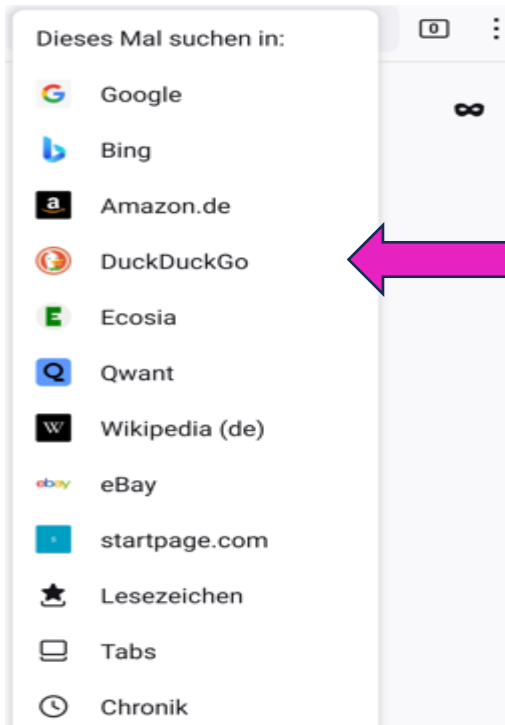 Dieses Mal suchen in:
0
Google
Bing
Amazon.de
DuckDuckGo
Ecosia
Qwant
Wikipedia (de)
eBay
startpage.com
Lesezeichen
Tabs
Chronik